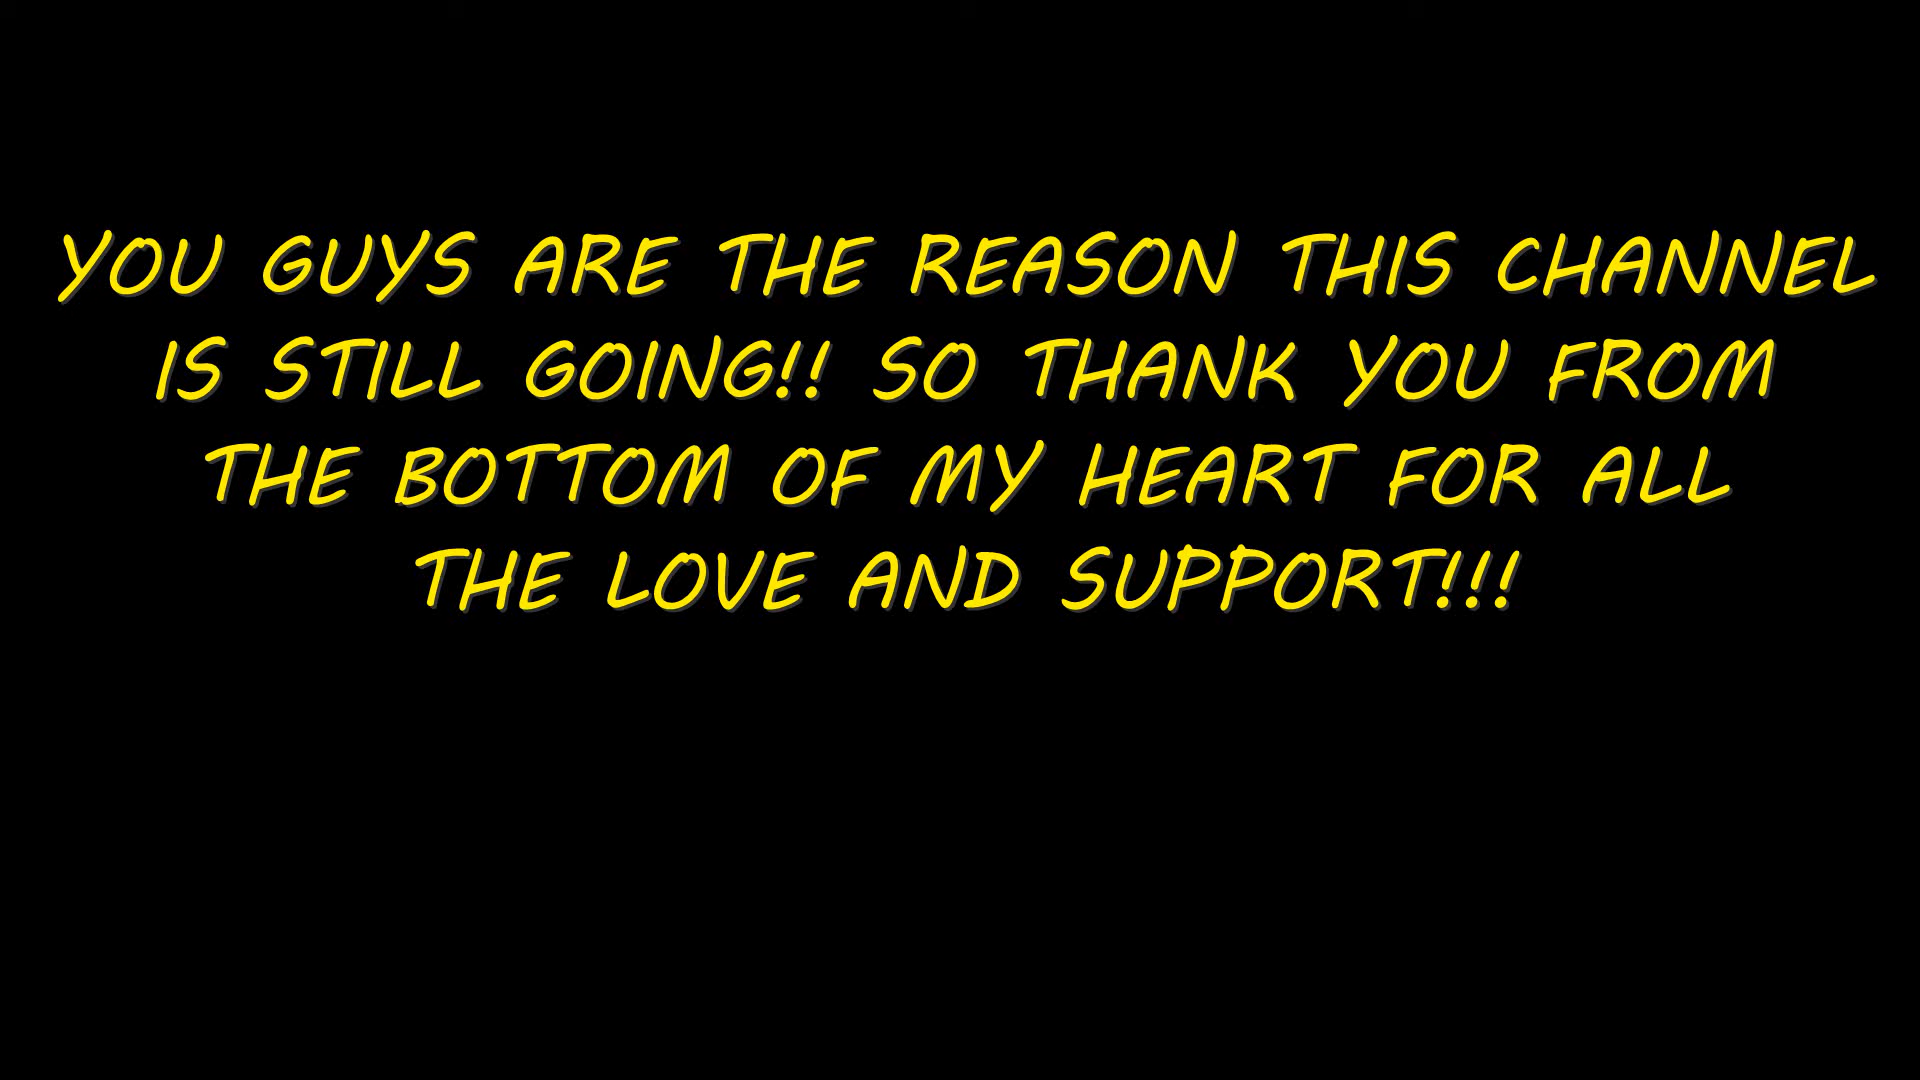 YOU GUYS ARE THE REASON THIS CHANNEL
IS STILL GOING!! SO THANK YOU FROM
THE BOTTOM OF MY HEART FOR ALL
THE LOVE AND SUPPORT!!!